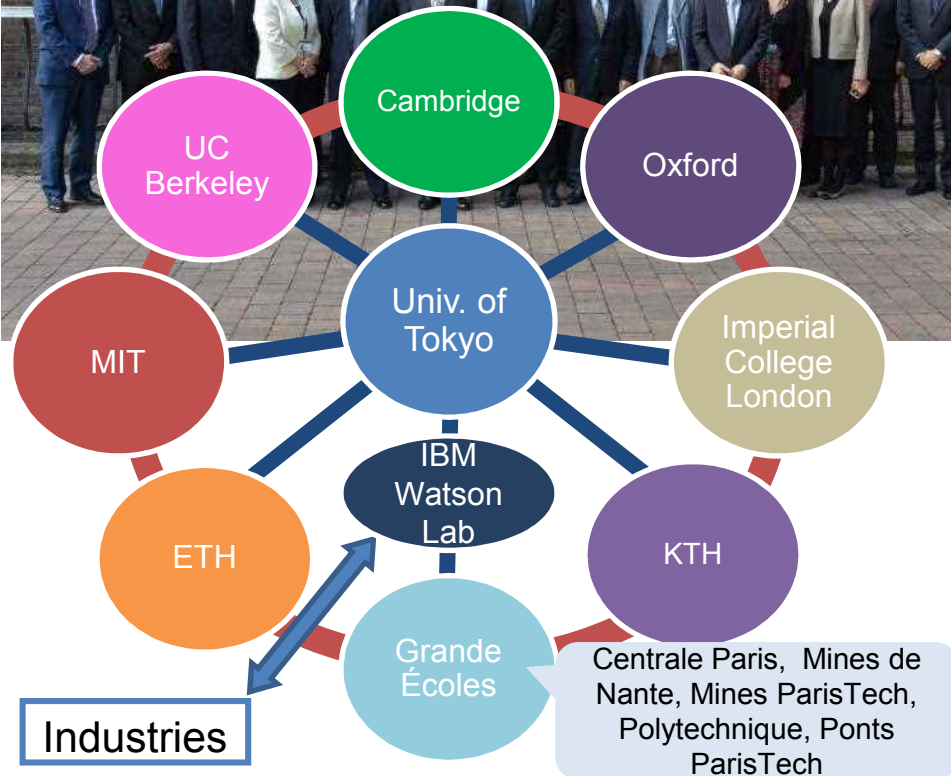 Cambridge
UC
Berkeley
Oxford
Univ. of
Tokyo
MIT
Imperial
College
London
IBM
Watson
Lab
ETH
KTH
Grande
Écoles
Centrale Paris, Mines de
Nante, Mines ParisTech,
Polytechnique, Ponts
ParisTech
Industries